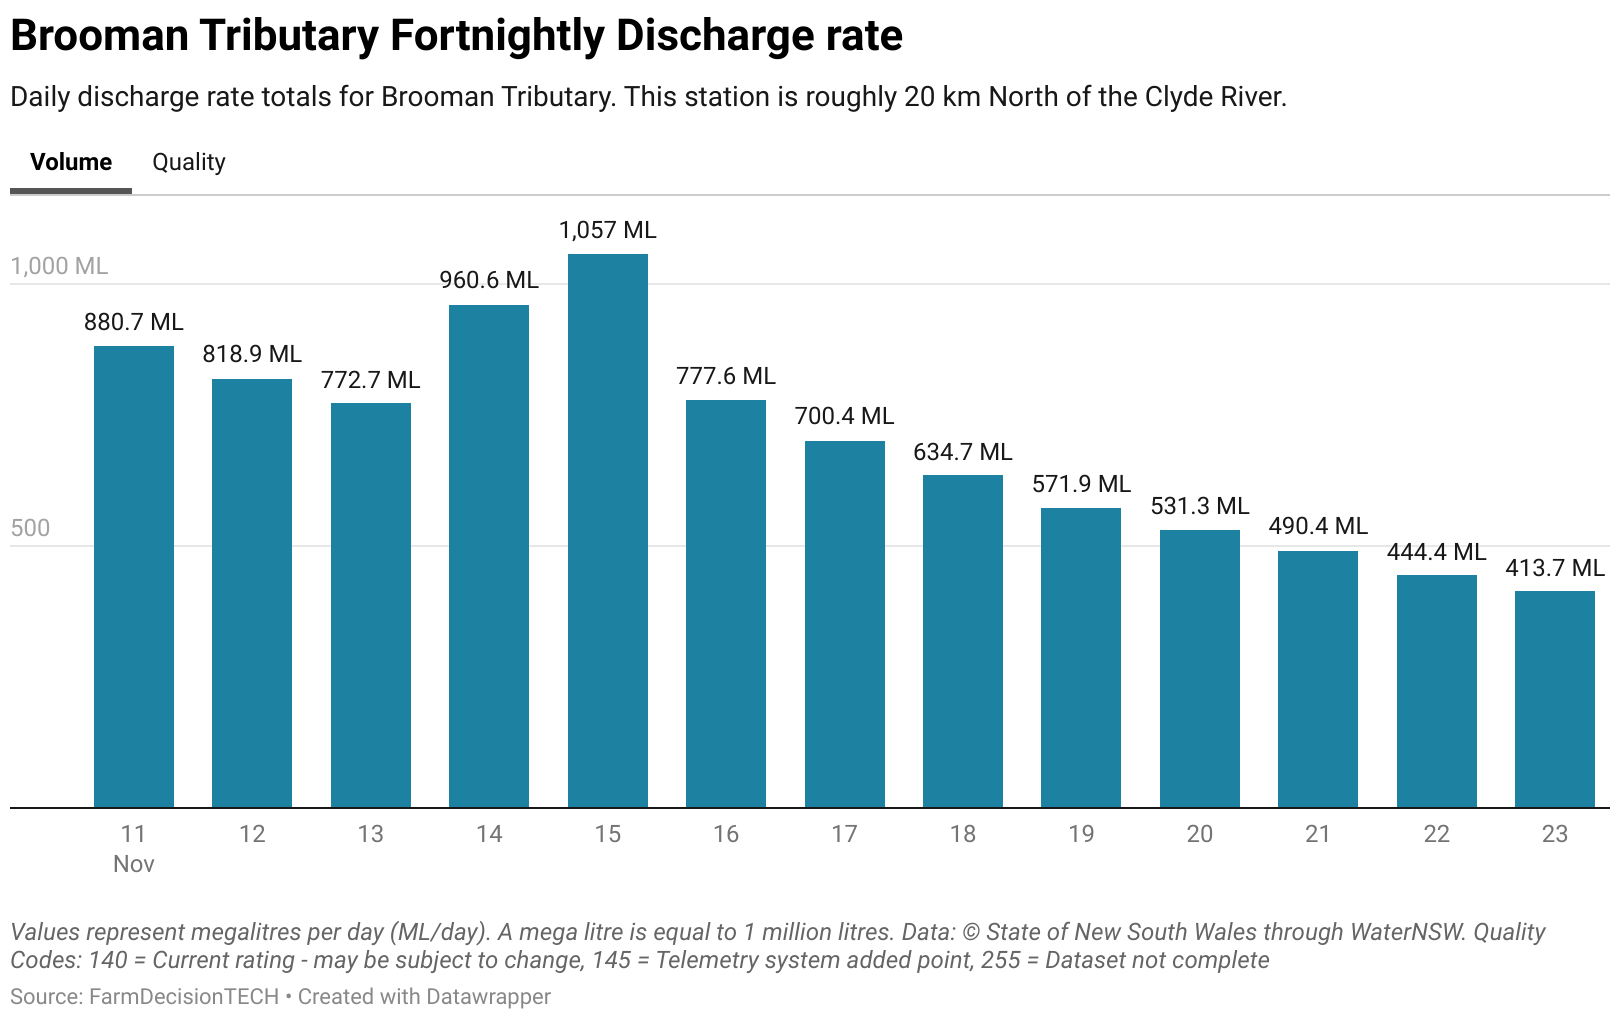 Brooman Tributary Fortnightly Discharge rate
Daily discharge rate totals for Brooman Tributary. This station is roughly 20 km North of the Clyde River.
Volume Quality
1,057 ML
1,000 ML
960.6 ML
880.7 ML
818.9 ML
772.7 ML
777.6 ML
700.4 ML
634.7 ML
571.9 ML
531.3 ML
500
490.4 ML
444.4 ML
413.7 ML
11 12 13 14 15 16 17 18 19 20 21 22 23
Nov
Values represent megalitres per day (ML/day). A mega litre is equal to 1 million litres. Data: © State of New South Wales through WaterNSW. Quality
Codes: 140 = Current rating - may be subject to change, 145 = Telemetry system added point, 255 = Dataset not complete
Source: FarmDecisionTECH • Created with Datawrapper